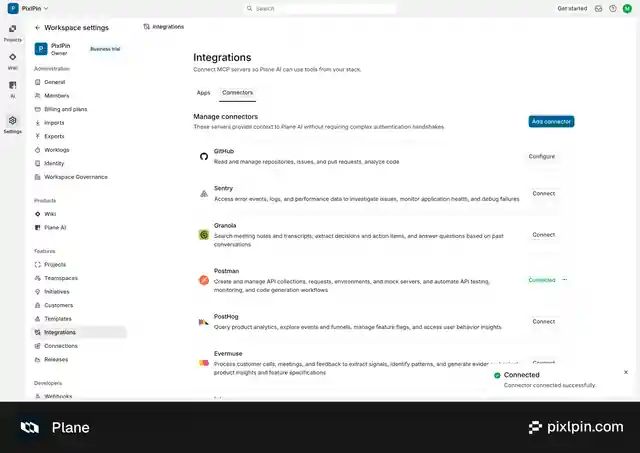 P PixlPin
Search
Get started
M
Projects
Wiki
AI
Settings
Workspace settings
P PixlPin
Owner
Business trial
Administration
General
Members
Billing and plans
Imports
Exports
Worklogs
Identity
Workspace Governance
Products
Wiki
Plane AI
Features
Projects
Teamspaces
Initiatives
Customers
Templates
Integrations
Connections
Releases
Developers
Webhooks
Integrations
Integrations
Connect MCP servers so Plane AI can use tools from your stack.
Apps
Connectors
Manage connectors
These servers provide context to Plane AI without requiring complex authentication handshakes
Add connector
GitHub
Read and manage repositories, issues, and pull requests, analyze code
Configure
Sentry
Access error events, logs, and performance data to investigate issues, monitor application health, and debug failures
Connect
Granola
Search meeting notes and transcripts, extract decisions and action items, and answer questions based on past
conversations
Connect
Postman
Create and manage API collections, requests, environments, and mock servers, and automate API testing,
monitoring, and code generation workflows
Connected
PostHog
Query product analytics, explore events and funnels, manage feature flags, and access user behavior insights
Connect
Evermuse
Process customer calls, meetings, and feedback to extract signals, identify patterns, and generate
product insights and feature specifications
Connect
Connected
Connector connected successfully.
Plane
pixlpin.com